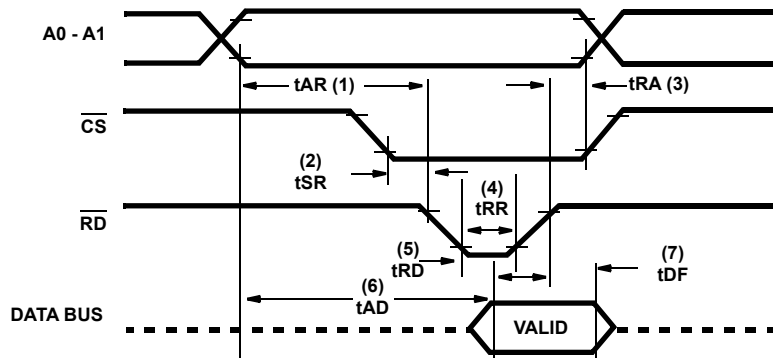 A0 - A1
tAR (1)
tRA (3)
CS
(2)
tSR
(4)
tRR
RD
(5)
tRD
(7)
tDF
(6)
tAD
DATA BUS
VALID